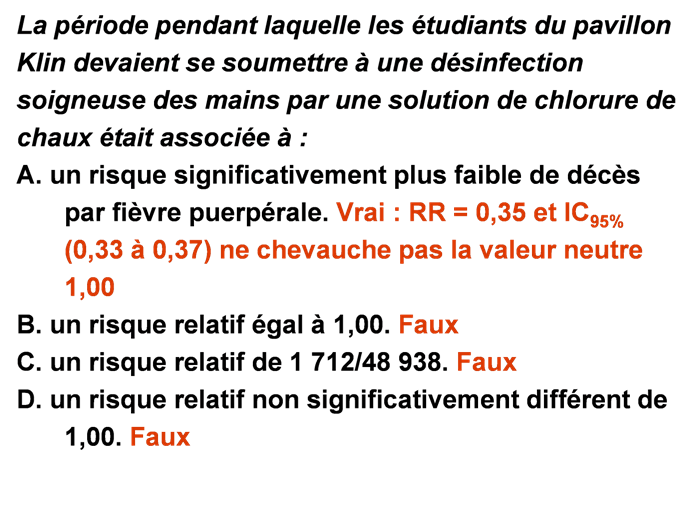 La période pendant laquelle les étudiants du pavillon
Klin devaient se soumettre à une désinfection
soigneuse des mains par une solution de chlorure de
chaux était associée à :
A. un risque significativement plus faible de décès
par fièvre puerpérale. Vrai : RR = 0,35 et IC95%
(0,33 à 0,37) ne chevauche pas la valeur neutre
1,00
B. un risque relatif égal à 1,00. Faux
C. un risque relatif de 1 712/48 938. Faux
D. un risque relatif non significativement différent de
1,00. Faux